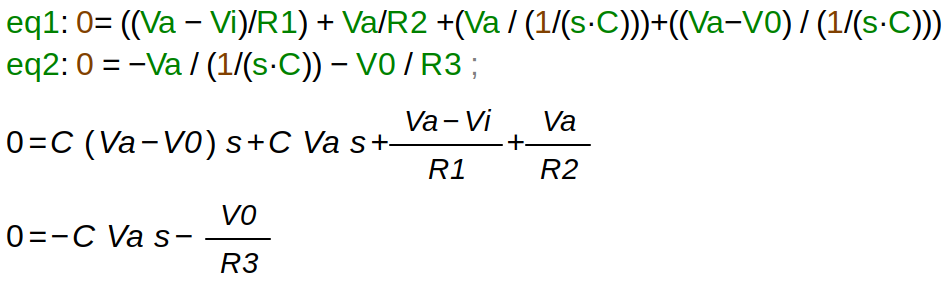 eq1: 0= ((Va − Vi)/R1) + Va/R2 +(Va / (1/(s·C)))+((Va−V0) / (1/(s·C)))
eq2: 0 = −Va / (1/(s·C)) − V0 / R3 ;
0=C (Va−V0) s+C Va s+(Va−Vi)/R1+Va/R2
0=−C Va s− V0/R3